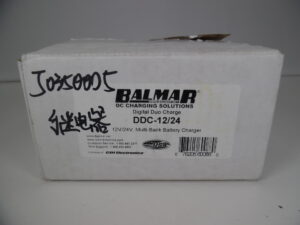 J0350005
继电器
BALMAR
DC CHARGING SOLUTIONS
Digital Duo Charge
DDC-12/24
12V/24V, Multi Bank Battery Charger
CDI Electronics